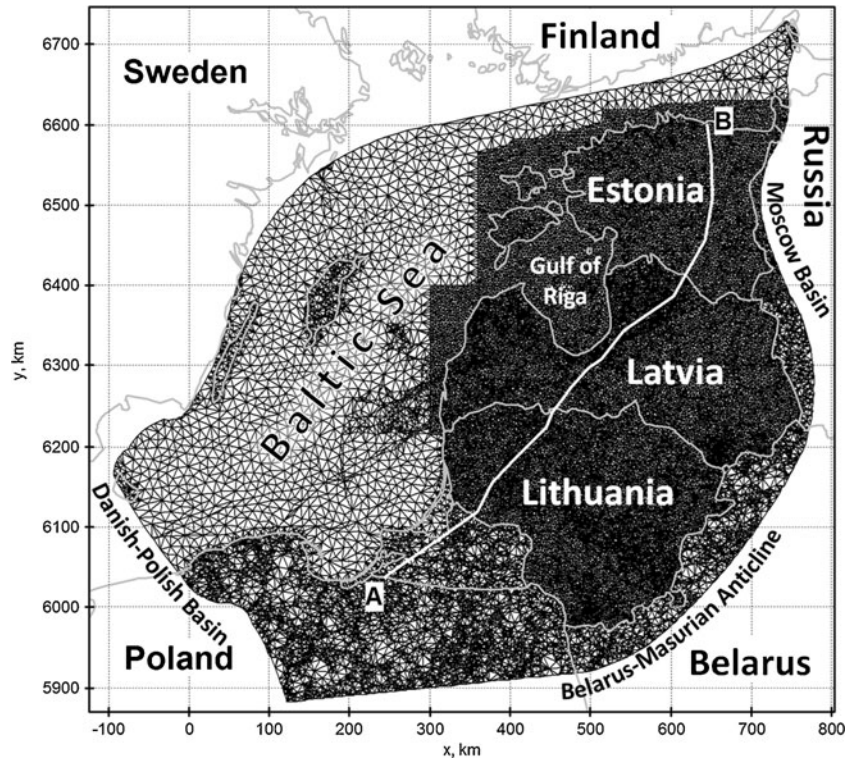 6700
6600
6500
6400
6300
6200
6100
6000
5900
y, km
Finland
Sweden
B
Russia
Estonia
Moscow Basin
Gulf of
Riga
Baltic Sea
Latvia
Lithuania
Danish-Polish Basin
A
Belarus-Masurian Anticline
Poland
Belarus
-100 0 100 200 300 400 500 600 700 800
x, km